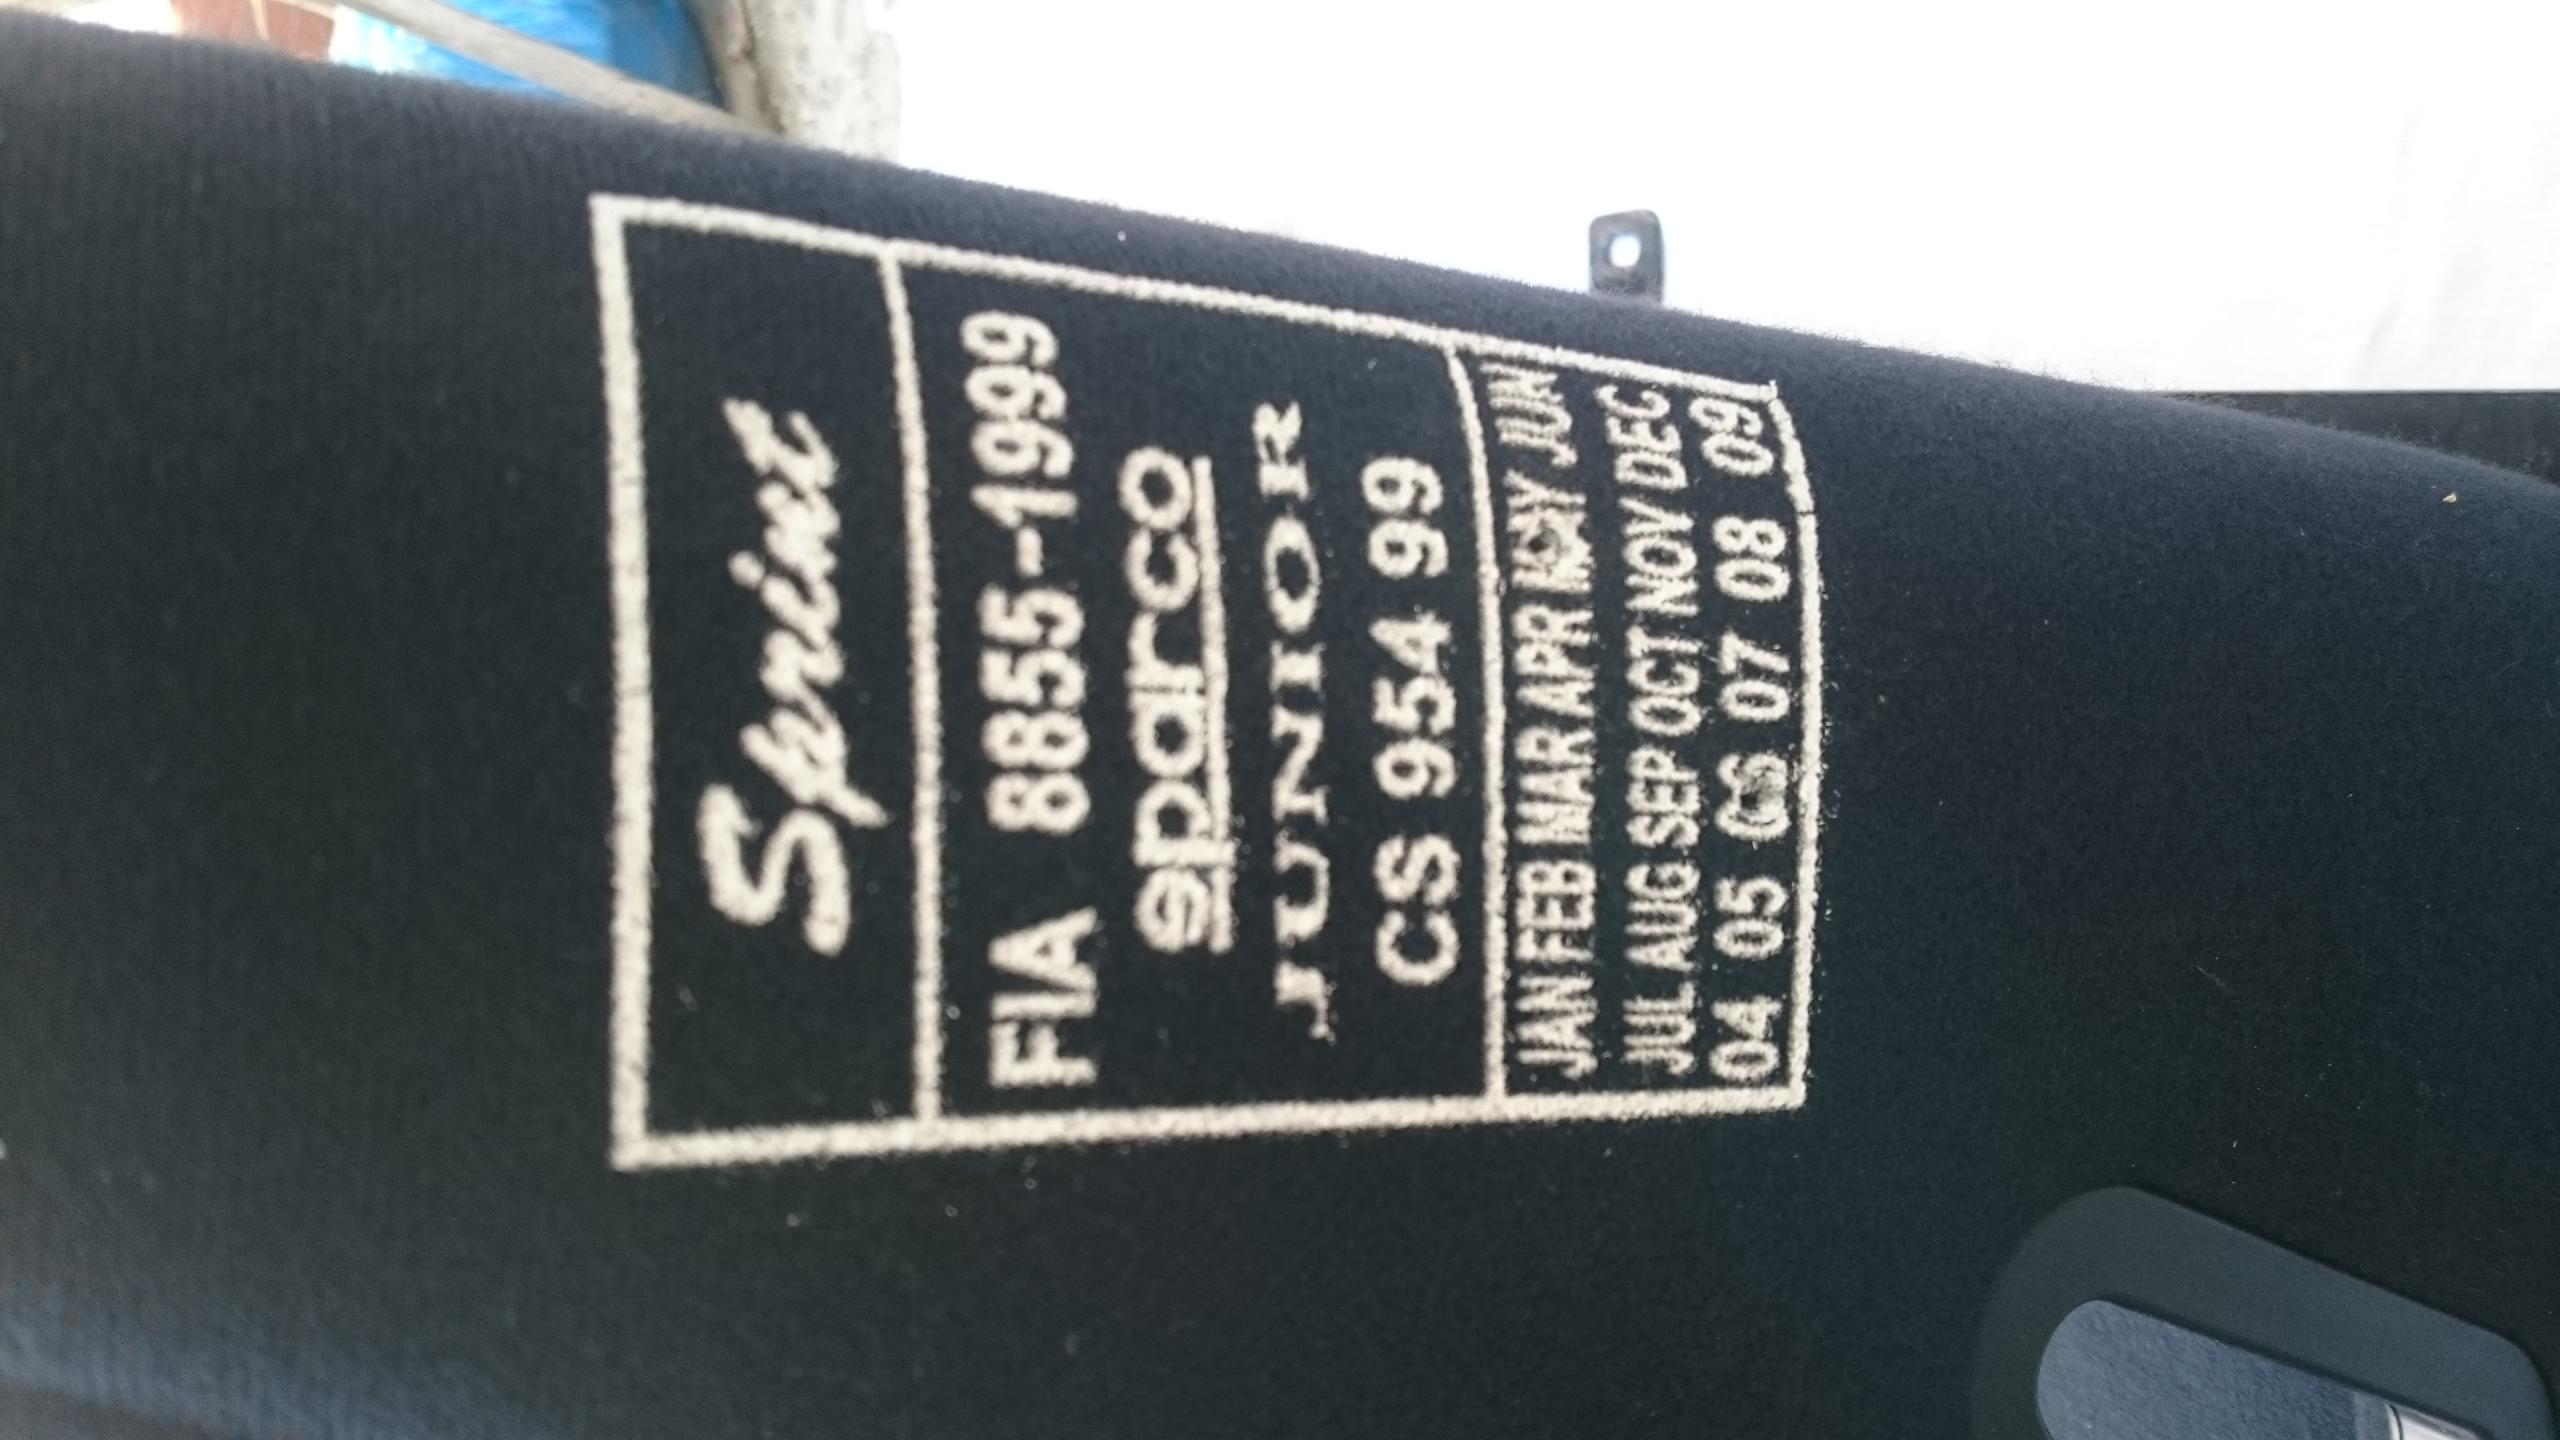 Sprint
FIA 8855-1999
sparco
JUNIOR
CS 954 99
JAN FEB MAR APR MAY JUN
JUL AUG SEP OCT NOV DEC
04 05 06 07 08 09